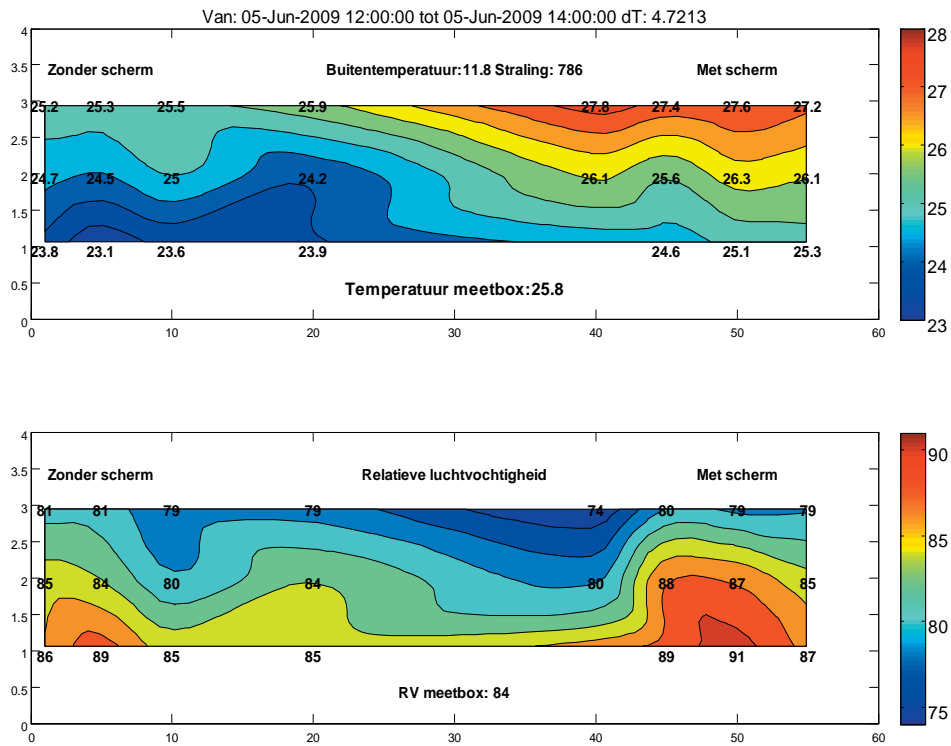 Van: 05-Jun-2009 12:00:00 tot 05-Jun-2009 14:00:00 dT: 4.7213
4
3.5
3
2.5
2
1.5
1
0.5
0
Zonder scherm Buitentemperatuur:11.8 Straling: 786 Met scherm
25.2 25.3 25.5 25.9 27.8 27.4 27.6 27.2
24.7 24.5 25 24.2 26.1 25.6 26.3 26.1
23.8 23.1 23.6 23.9 24.6 25.1 25.3
Temperatuur meetbox:25.8
0 10 20 30 40 50 60
28
27
26
25
24
23
4
3.5
3
2.5
2
1.5
1
0.5
0
Zonder scherm Relatieve luchtvochtigheid Met scherm
81 81 79 79 74 80 79 79
85 84 80 84 80 88 87 85
86 89 85 85 89 91 87
RV meetbox: 84
0 10 20 30 40 50 60
90
85
80
75